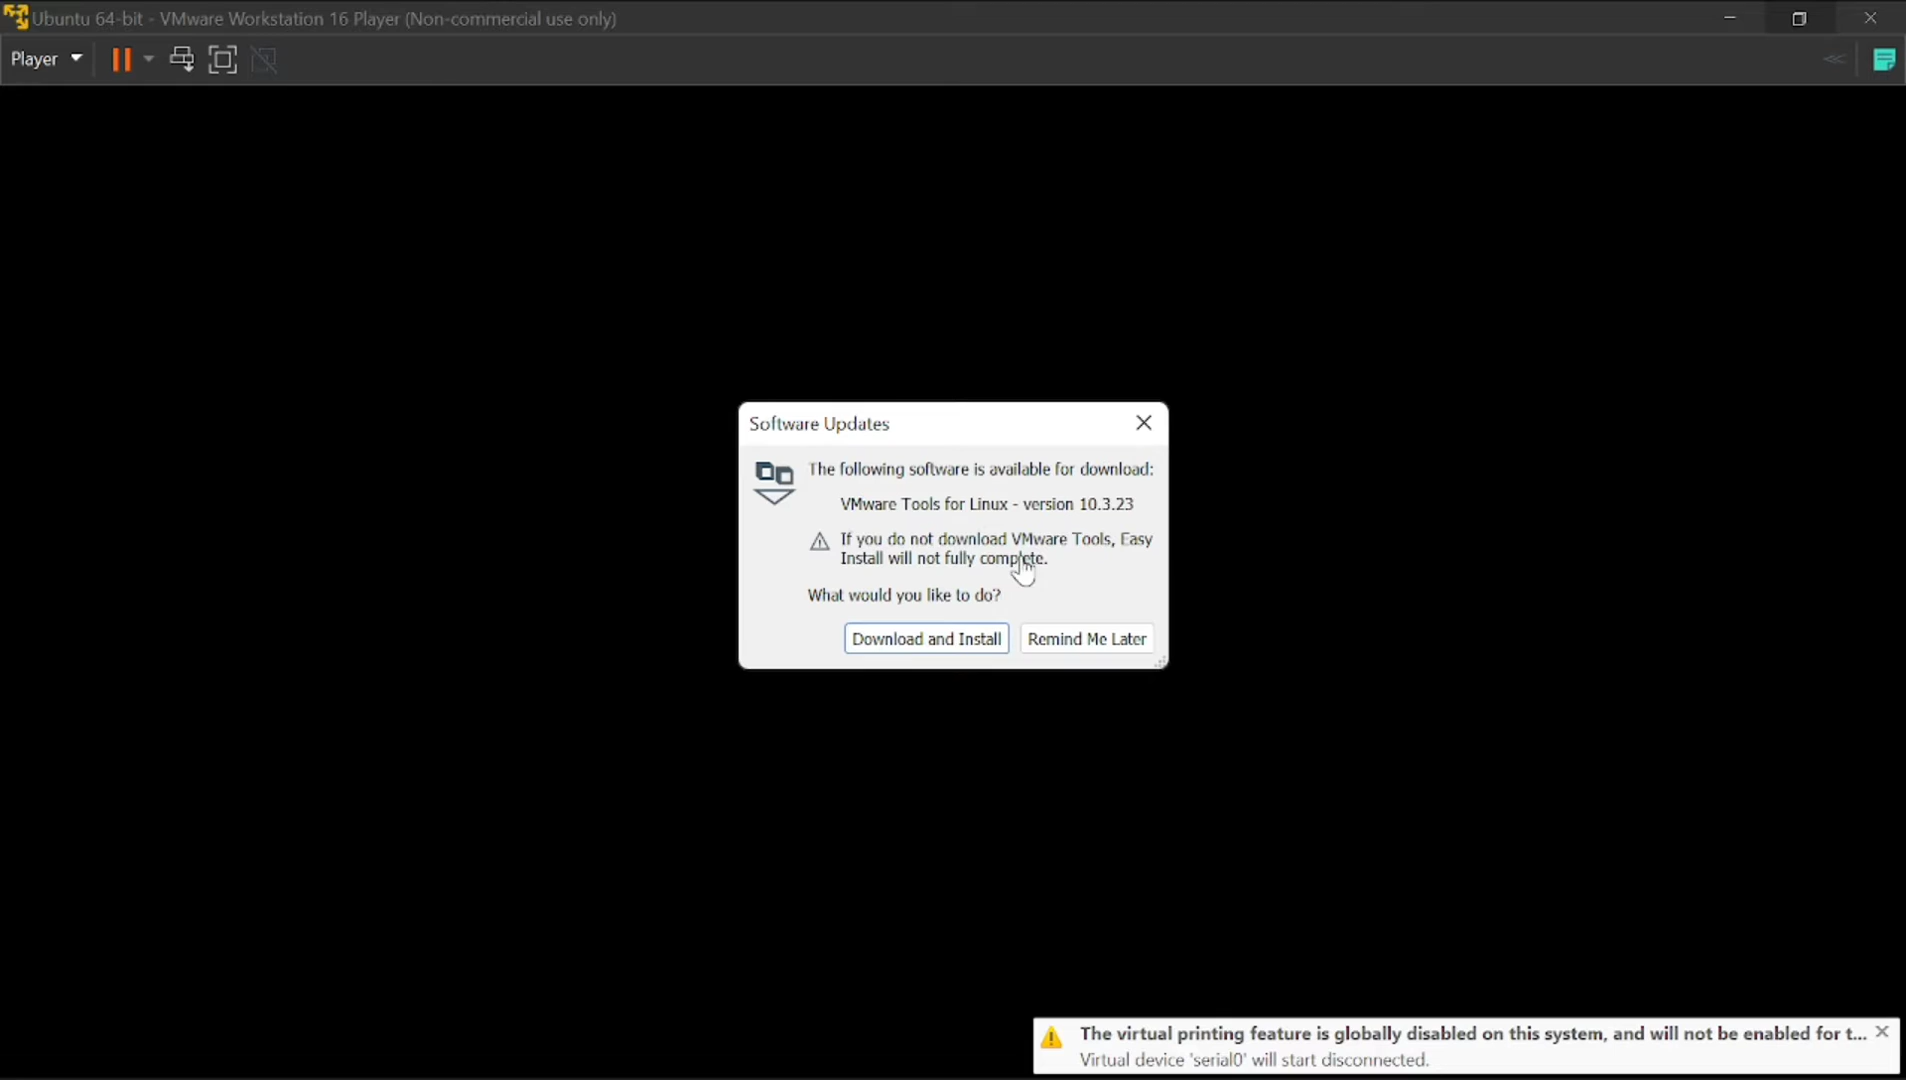 Ubuntu 64-bit - VMware Workstation 16 Player (Non-commercial use only)
Player
Software Updates
The following software is available for download:
VMware Tools for Linux - version 10.3.23
If you do not download VMware Tools, Easy
Install will not fully complete.
What would you like to do?
Download and Install
Remind Me Later
The virtual printing feature is globally disabled on this system, and will not be enabled for t...
Virtual device 'serial0' will start disconnected.